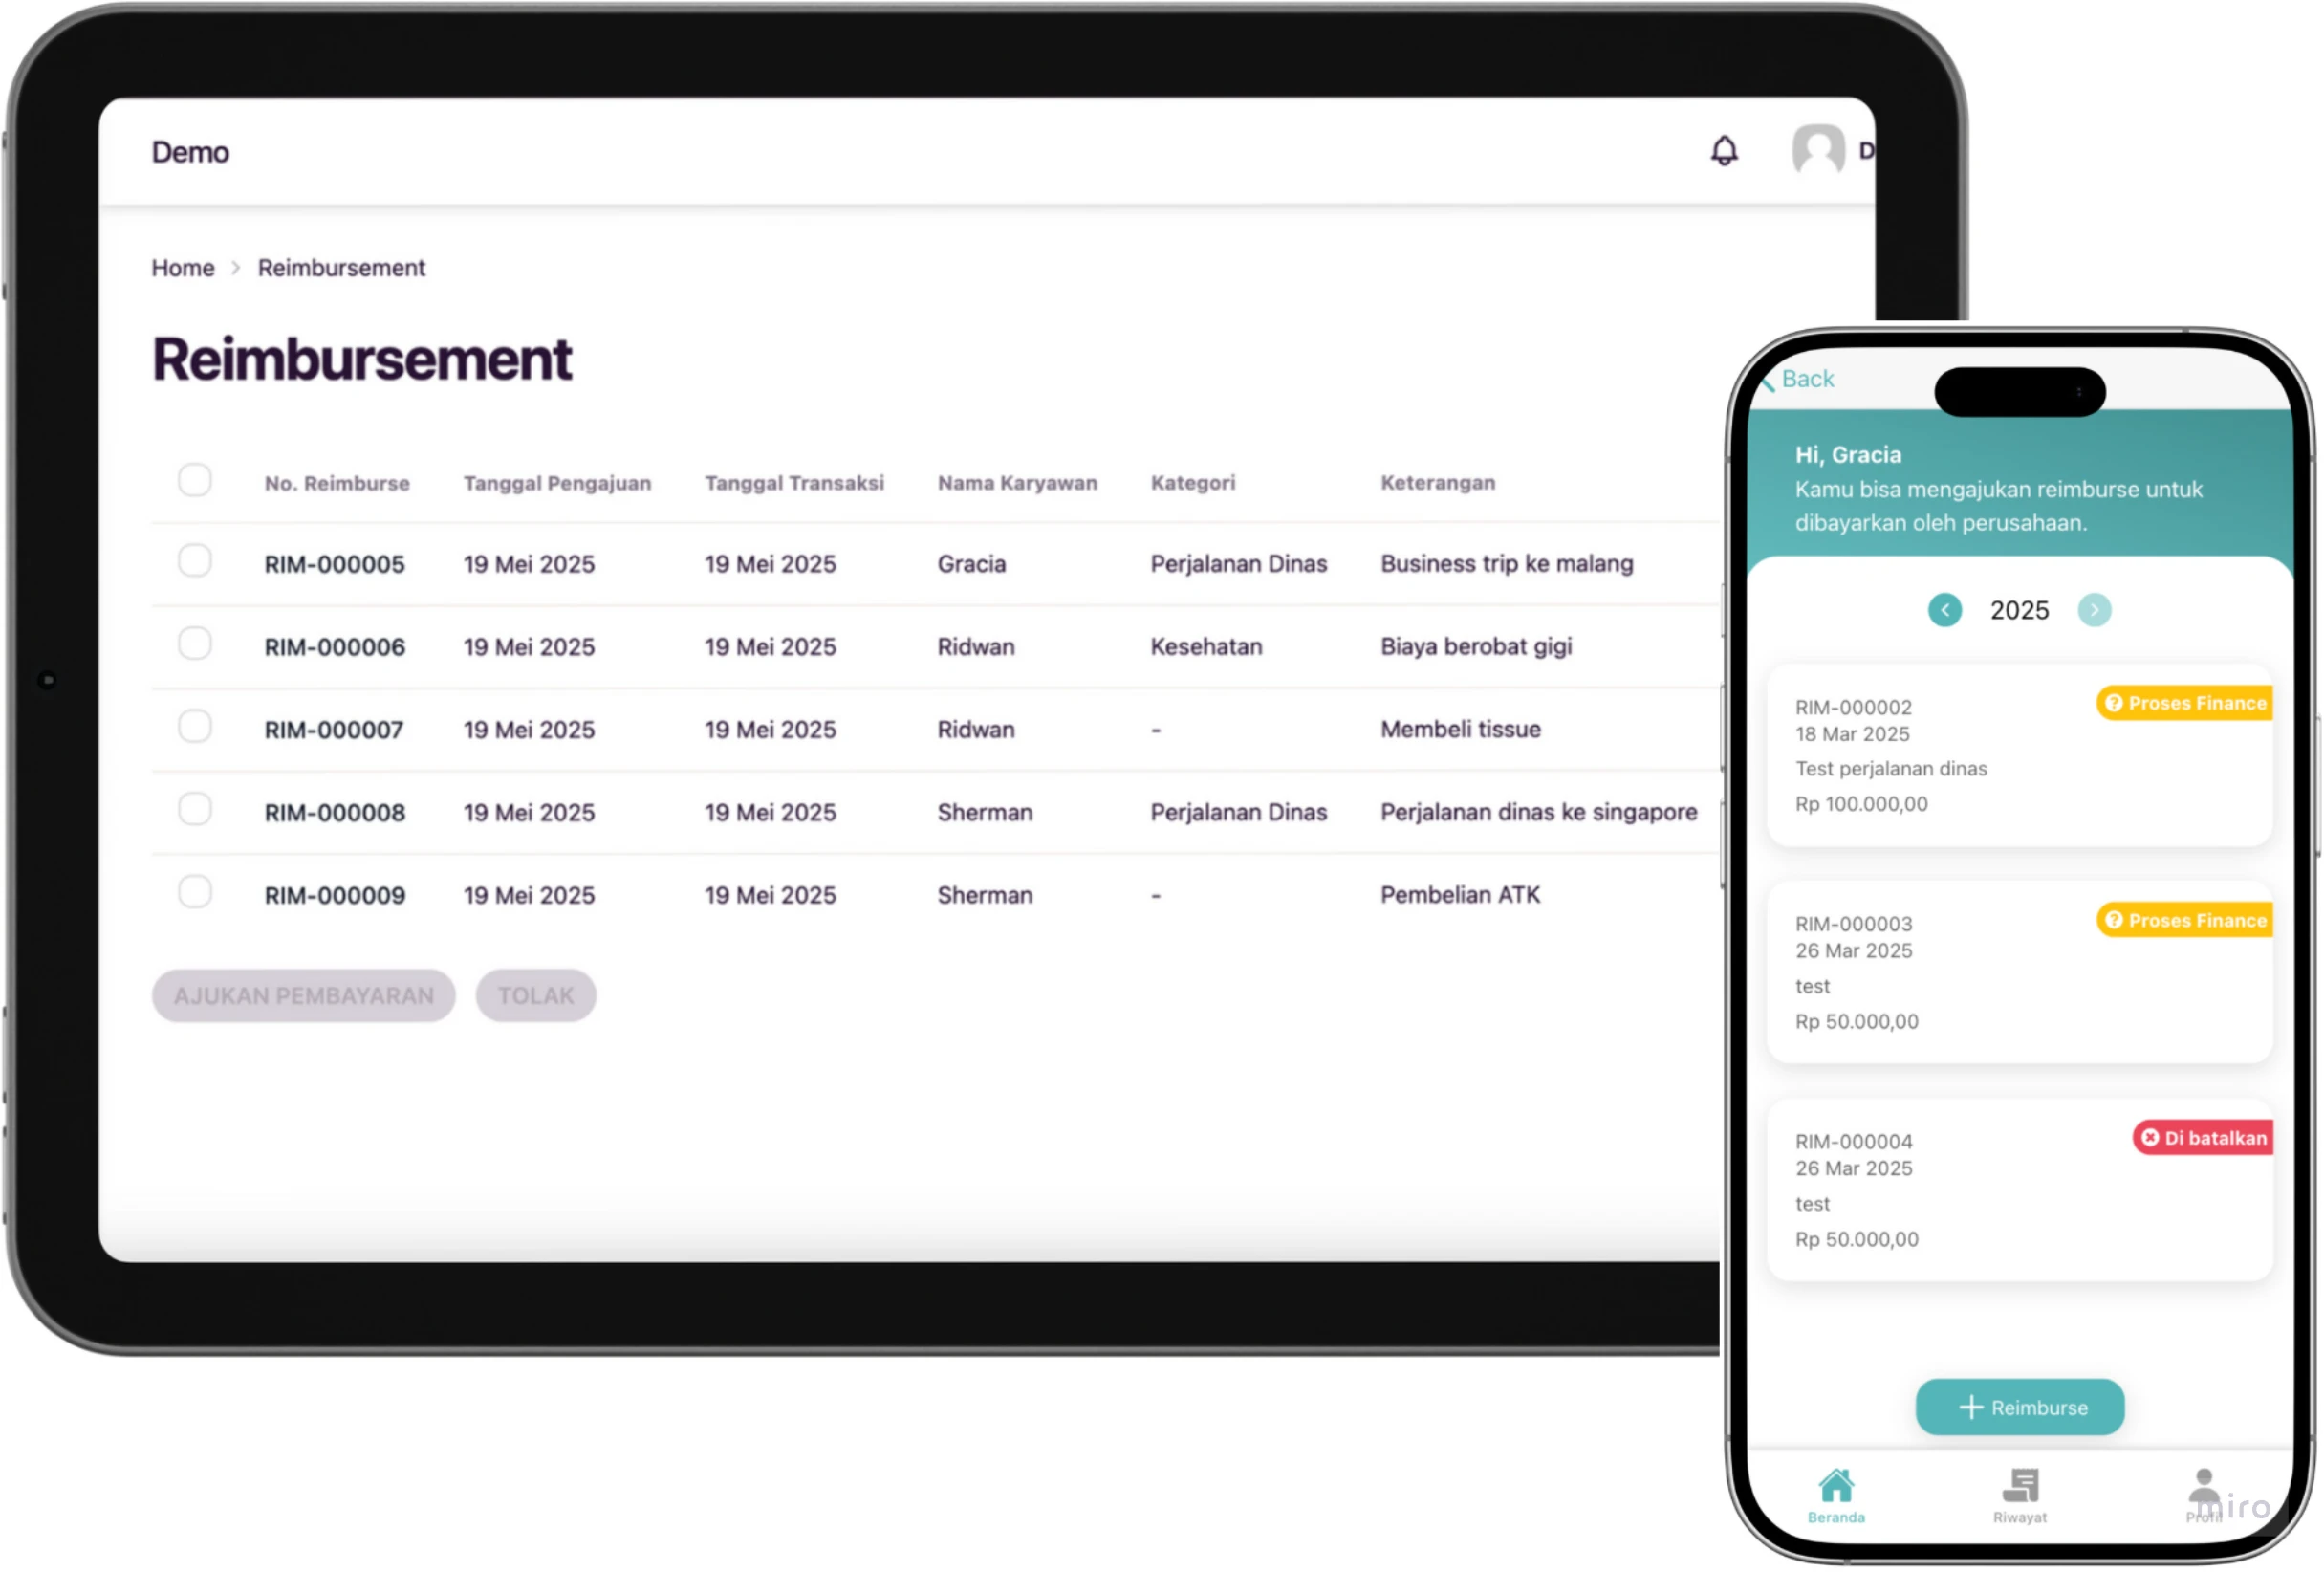 Demo
D
Home > Reimbursement
Reimbursement
No. Reimburse Tanggal Pengajuan Tanggal Transaksi Nama Karyawan Kategori Keterangan
RIM-000005 19 Mei 2025 19 Mei 2025 Gracia Perjalanan Dinas Business trip ke malang
RIM-000006 19 Mei 2025 19 Mei 2025 Ridwan Kesehatan Biaya berobat gigi
RIM-000007 19 Mei 2025 19 Mei 2025 Ridwan - Membeli tissue
RIM-000008 19 Mei 2025 19 Mei 2025 Sherman Perjalanan Dinas Perjalanan dinas ke singapore
RIM-000009 19 Mei 2025 19 Mei 2025 Sherman - Pembelian ATK
AJUKAN PEMBAYARAN TOLAK
Back
Hi, Gracia
Kamu bisa mengajukan reimburse untuk
dibayarkan oleh perusahaan.
2025
RIM-000002 Proses Finance
18 Mar 2025
Test perjalanan dinas
Rp 100.000,00
RIM-000003 Proses Finance
26 Mar 2025
test
Rp 50.000,00
RIM-000004 Di batalkan
26 Mar 2025
test
Rp 50.000,00
+ Reimburse
Beranda Riwayat Profil
miro